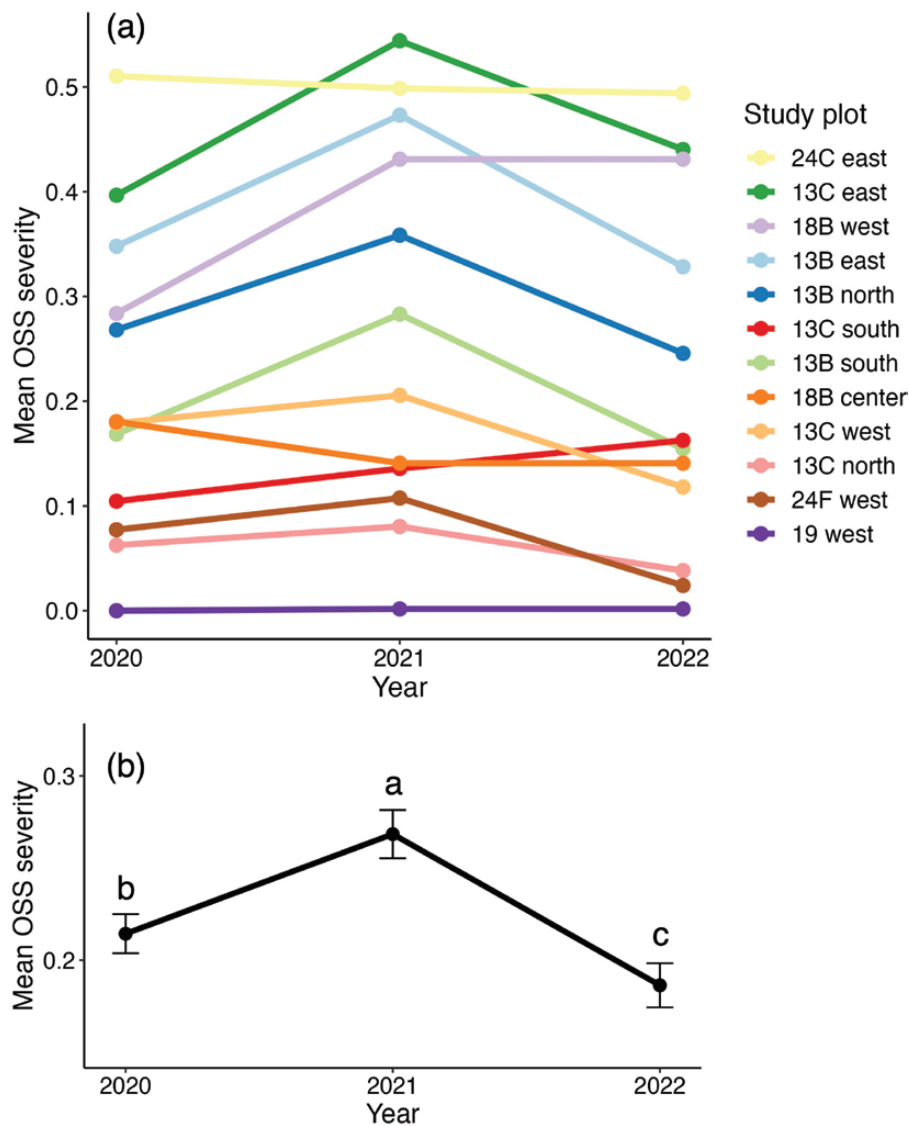 (a)
Mean OSS severity
0.5
0.4
0.3
0.2
0.1
0.0
2020 2021 2022
Year
Study plot
24C east
13C east
18B west
13B east
13B north
13C south
13B south
18B center
13C west
13C north
24F west
19 west
(b)
Mean OSS severity
0.3
0.2
b
a
c
2020 2021 2022
Year